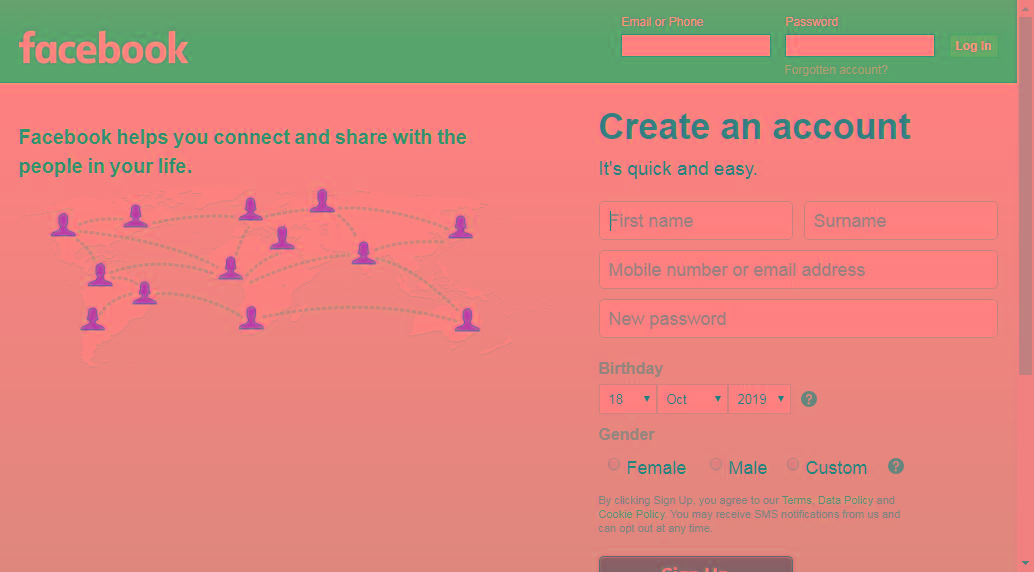 facebook
Email or Phone
Password
Log In
Forgotten account?
Facebook helps you connect and share with the
people in your life.
Create an account
It's quick and easy.
First name
Surname
Mobile number or email address
New password
Birthday
18
Oct
2019
?
Gender
Female
Male
Custom
?
By clicking Sign Up, you agree to our Terms, Data Policy and
Cookie Policy. You may receive SMS notifications from us and
can opt out at any time.
Sign Up